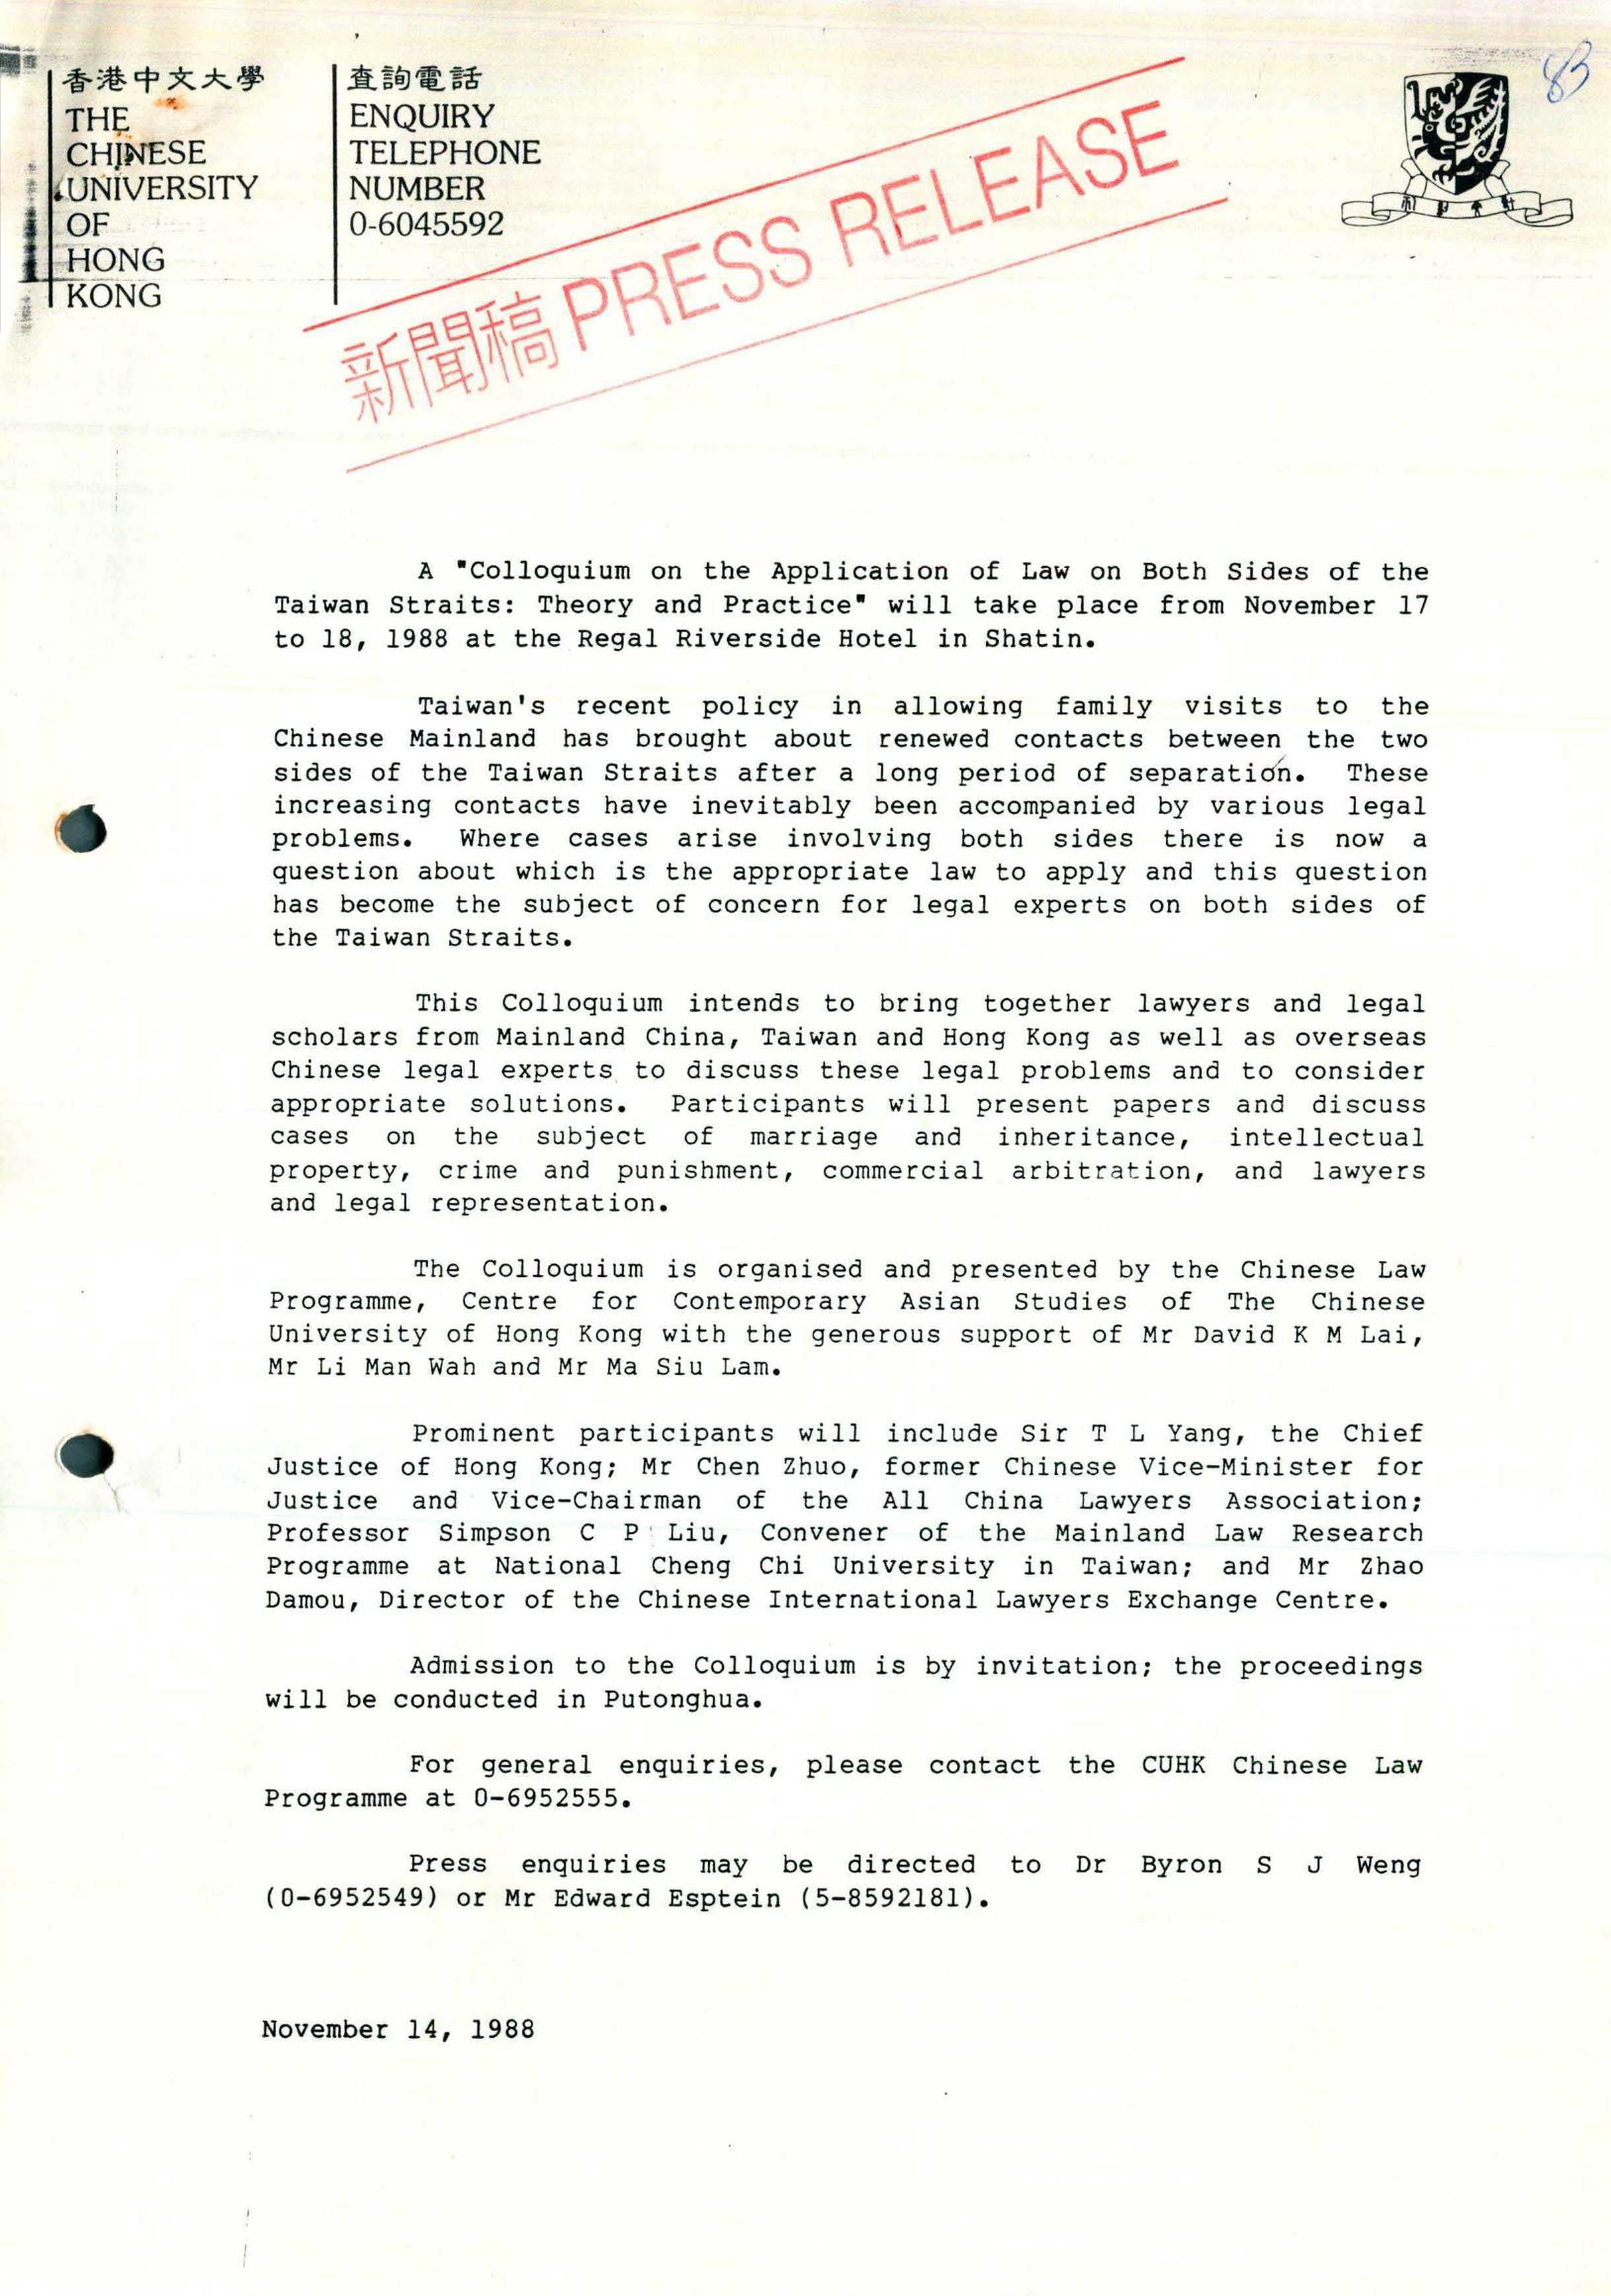 香港中文大學
THE
CHINESE
UNIVERSITY
OF
HONG
KONG
查詢電話
ENQUIRY
TELEPHONE
NUMBER
0-6045592
新聞稿 PRESS RELEASE
83
A "Colloquium on the Application of Law on Both Sides of the
Taiwan Straits: Theory and Practice" will take place from November 17
to 18, 1988 at the Regal Riverside Hotel in Shatin.
Taiwan's recent policy in allowing family visits to the
Chinese Mainland has brought about renewed contacts between the two
sides of the Taiwan Straits after a long period of separation. These
increasing contacts have inevitably been accompanied by various legal
problems. Where cases arise involving both sides there is now a
question about which is the appropriate law to apply and this question
has become the subject of concern for legal experts on both sides of
the Taiwan Straits.
This Colloquium intends to bring together lawyers and legal
scholars from Mainland China, Taiwan and Hong Kong as well as overseas
Chinese legal experts to discuss these legal problems and to consider
appropriate solutions. Participants will present papers and discuss
cases on the subject of marriage and inheritance, intellectual
property, crime and punishment, commercial arbitration, and lawyers
and legal representation.
The Colloquium is organised and presented by the Chinese Law
Programme, Centre for Contemporary Asian Studies of The Chinese
University of Hong Kong with the generous support of Mr David K M Lai,
Mr Li Man Wah and Mr Ma Siu Lam.
Prominent participants will include Sir T L Yang, the Chief
Justice of Hong Kong; Mr Chen Zhuo, former Chinese Vice-Minister for
Justice and Vice-Chairman of the All China Lawyers Association;
Professor Simpson C P Liu, Convener of the Mainland Law Research
Programme at National Cheng Chi University in Taiwan; and Mr Zhao
Damou, Director of the Chinese International Lawyers Exchange Centre.
Admission to the Colloquium is by invitation; the proceedings
will be conducted in Putonghua.
For general enquiries, please contact the CUHK Chinese Law
Programme at 0-6952555.
Press enquiries may be directed to Dr Byron S J Weng
(0-6952549) or Mr Edward Esptein (5-8592181).
November 14, 1988